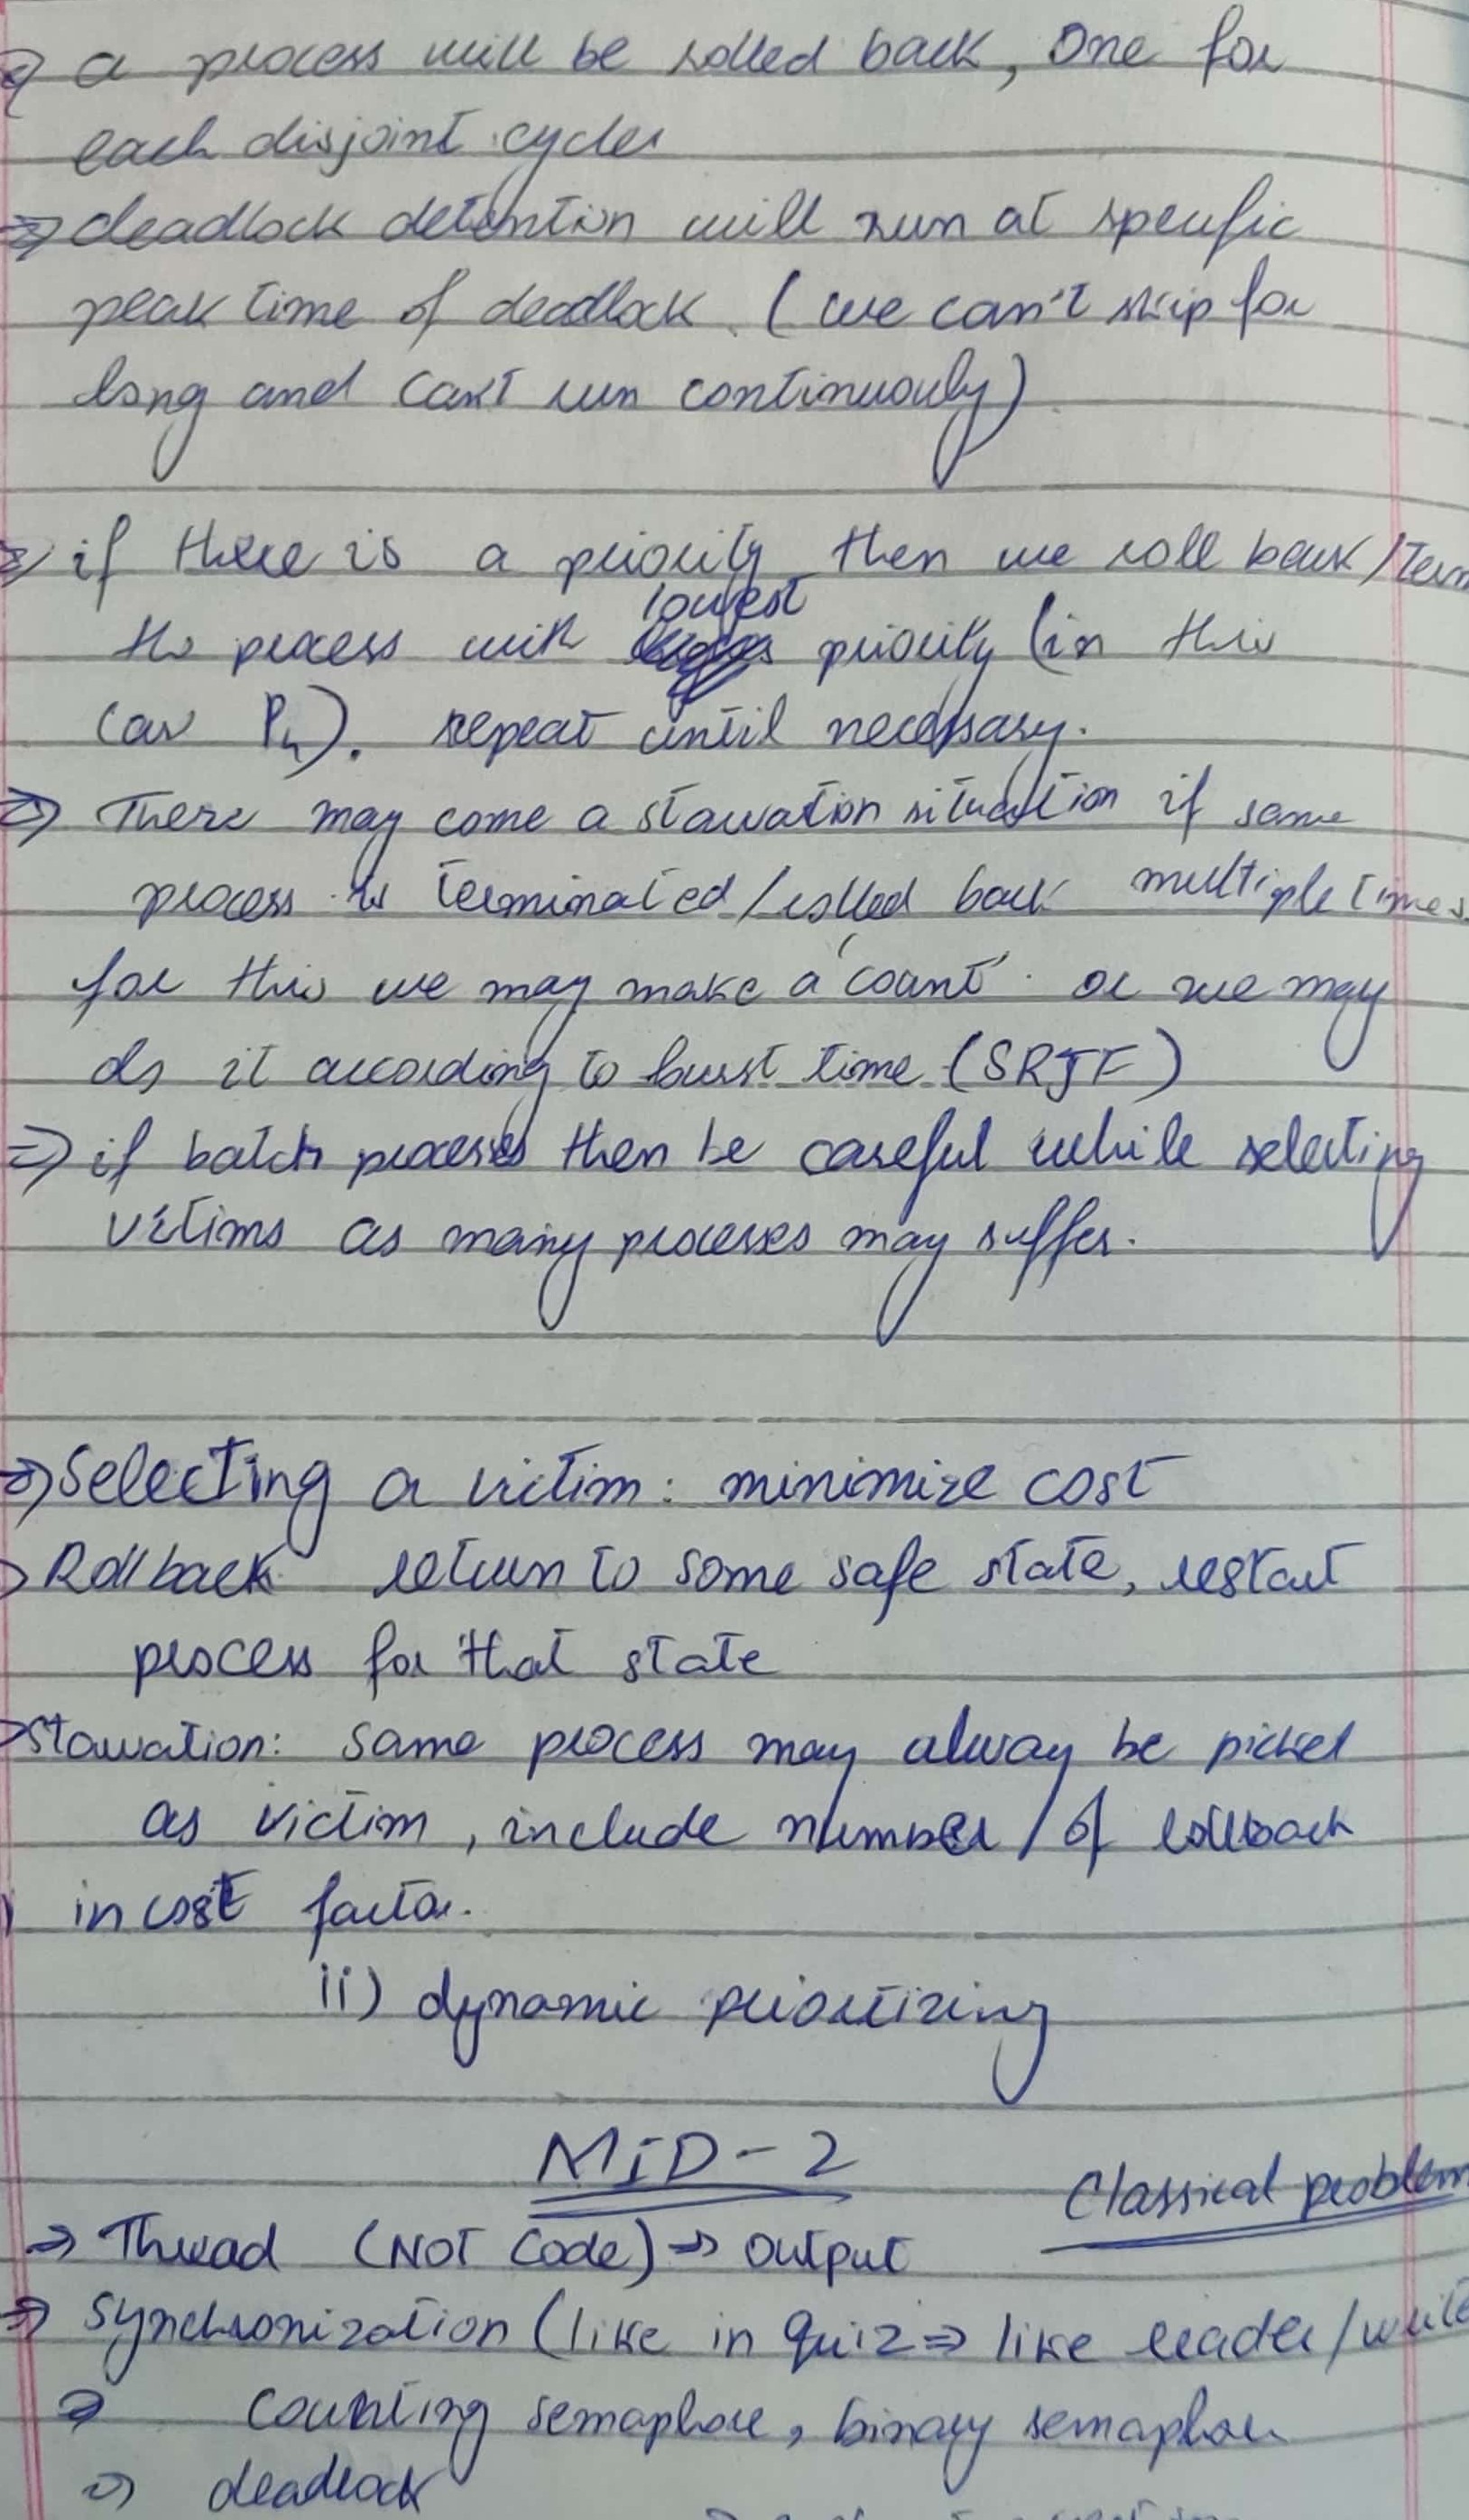 ⇒ a process will be rolled back, One for
each disjoint cycles
⇒ deadlock detention will run at specific
peak time of deadlock. (we can't skip for
long and can't run continuouly)
⇒ if there is a priority then we roll back/Term
the process with lowest priority (in this
case P4). repeat until necessary.
⇒ There may come a starvation situation if same
process is terminated/rolled back multiple times
for this we may make a 'count' or we may
do it according to burst time (SRJF)
⇒ if batch processes then be careful while selecting
victims as many processes may suffer.
⇒ Selecting a victim: minimize cost
⇒ Rollback return to some safe state, restart
process for that state
⇒ Starvation: same process may alway be picked
as victim, include number of rollback
in cost factor.
ii) dynamic prioritizing
MID-2
Classical problem
⇒ Thread (NOT Code) → output
⇒ Synchronization (like in Quiz ⇒ like reader/write
⇒ Counting semaphore, binary semaphore
⇒ deadlock